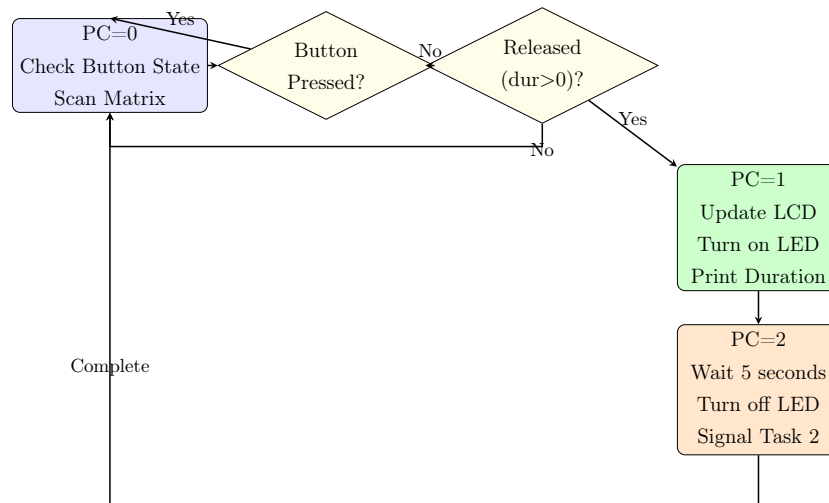 Yes
PC=0
Check Button State
Scan Matrix
Button
Pressed?
No
Released
(dur>0)?
No
Yes
PC=1
Update LCD
Turn on LED
Print Duration
PC=2
Wait 5 seconds
Turn off LED
Signal Task 2
Complete